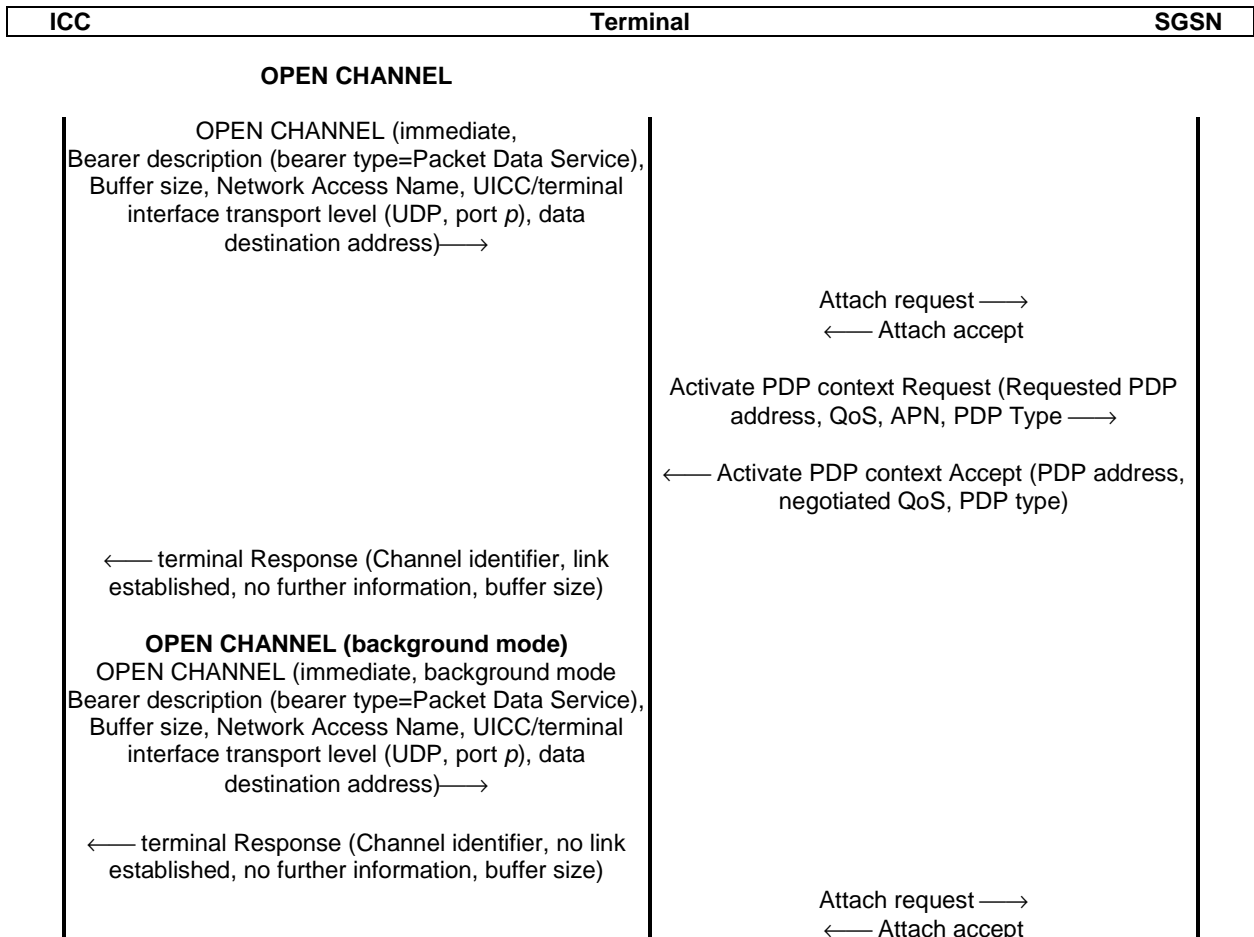 ICC Terminal SGSN
OPEN CHANNEL
OPEN CHANNEL (immediate,
Bearer description (bearer type=Packet Data Service),
Buffer size, Network Access Name, UICC/terminal
interface transport level (UDP, port p), data
destination address)——→
Attach request ——→
←—— Attach accept
Activate PDP context Request (Requested PDP
address, QoS, APN, PDP Type ——→
←—— Activate PDP context Accept (PDP address,
negotiated QoS, PDP type)
←—— terminal Response (Channel identifier, link
established, no further information, buffer size)
OPEN CHANNEL (background mode)
OPEN CHANNEL (immediate, background mode
Bearer description (bearer type=Packet Data Service),
Buffer size, Network Access Name, UICC/terminal
interface transport level (UDP, port p), data
destination address)——→
←—— terminal Response (Channel identifier, no link
established, no further information, buffer size)
Attach request ——→
←—— Attach accept